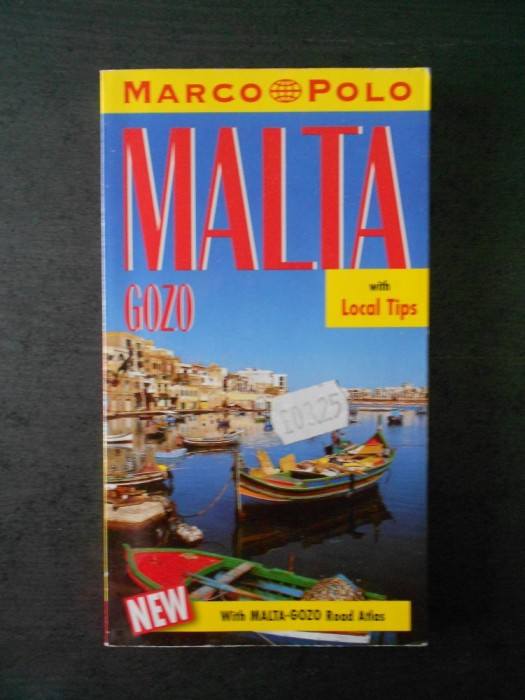 MARCO POLO
MALTA
GOZO
with
Local Tips
£03.25
NEW
With MALTA-GOZO Road Atlas